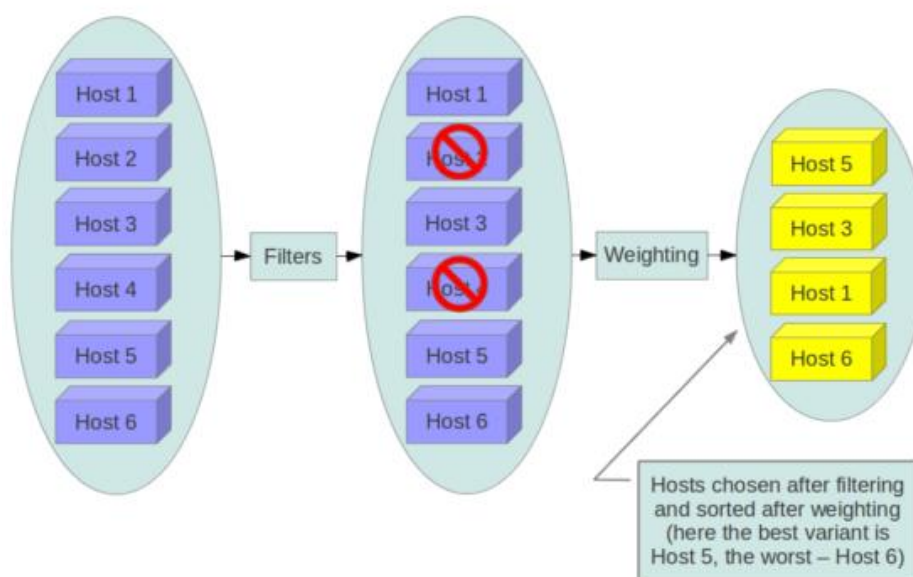 Host 1
Host 2
Host 3
Host 4
Host 5
Host 6
Filters
Host 1
Host
Host 3
Host
Host 5
Host 6
Weighting
Host 5
Host 3
Host 1
Host 6
Hosts chosen after filtering
and sorted after weighting
(here the best variant is
Host 5, the worst – Host 6)